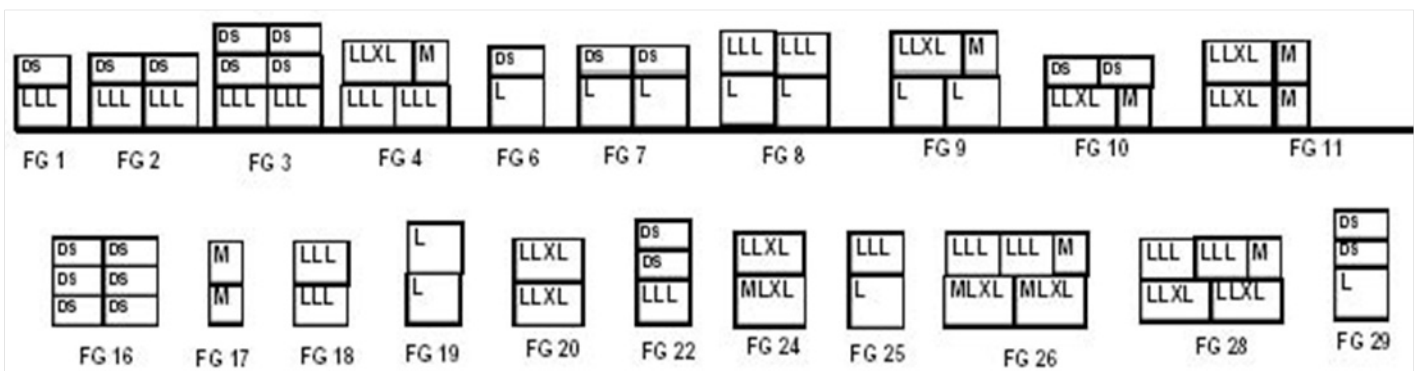 DS
LLL
FG 1
DS DS
LLL LLL
FG 2
DS DS
DS DS
LLL LLL
FG 3
LLXL M
LLL LLL
FG 4
DS
L
FG 6
DS DS
L L
FG 7
LLL LLL
L L
FG 8
LLXL M
L L
FG 9
DS DS
LLXL M
FG 10
LLXL M
LLXL M
FG 11
DS DS
DS DS
DS DS
FG 16
M
M
FG 17
LLL
LLL
FG 18
L
L
FG 19
LLXL
LLXL
FG 20
DS
DS
LLL
FG 22
LLXL
MLXL
FG 24
LLL
L
FG 25
LLL LLL M
MLXL MLXL
FG 26
LLL LLL M
LLXL LLXL
FG 28
DS
DS
L
FG 29